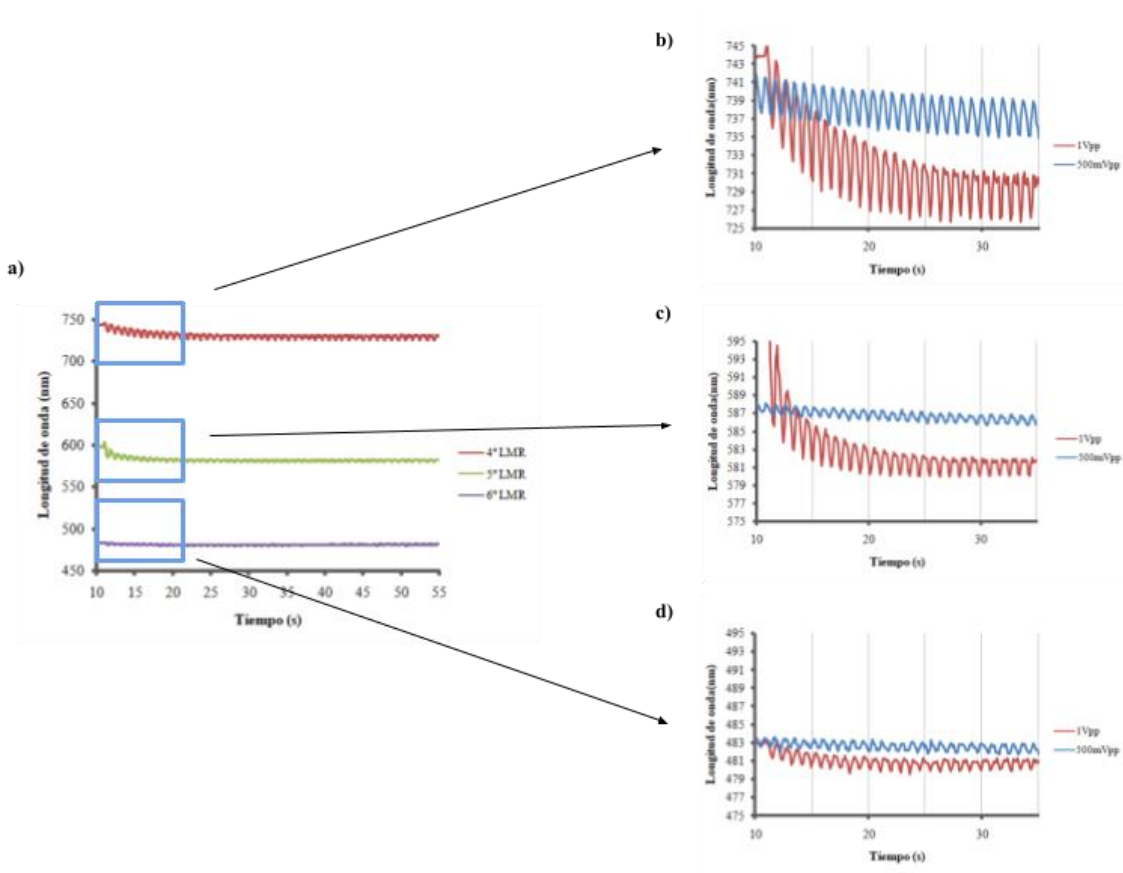 a)
750
700
650
600
550
500
450
10 15 20 25 30 35 40 45 50 55
Longitud de onda (nm)
Tiempo (s)
4º LMR
5º LMR
6º LMR
b)
745
743
741
739
737
735
733
731
729
727
725
10 20 30
Longitud de onda(nm)
Tiempo (s)
1Vpp
500mVpp
c)
595
593
591
589
587
585
583
581
579
577
575
10 20 30
Longitud de onda(nm)
Tiempo (s)
1Vpp
500mVpp
d)
495
493
491
489
487
485
483
481
479
477
475
10 20 30
Longitud de onda(nm)
Tiempo (s)
1Vpp
500mVpp